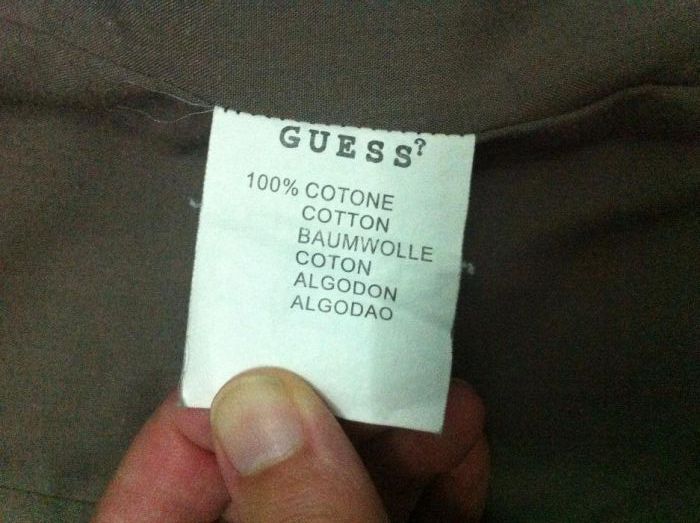 GUESS?
100% COTONE
COTTON
BAUMWOLLE
COTON
ALGODON
ALGODAO